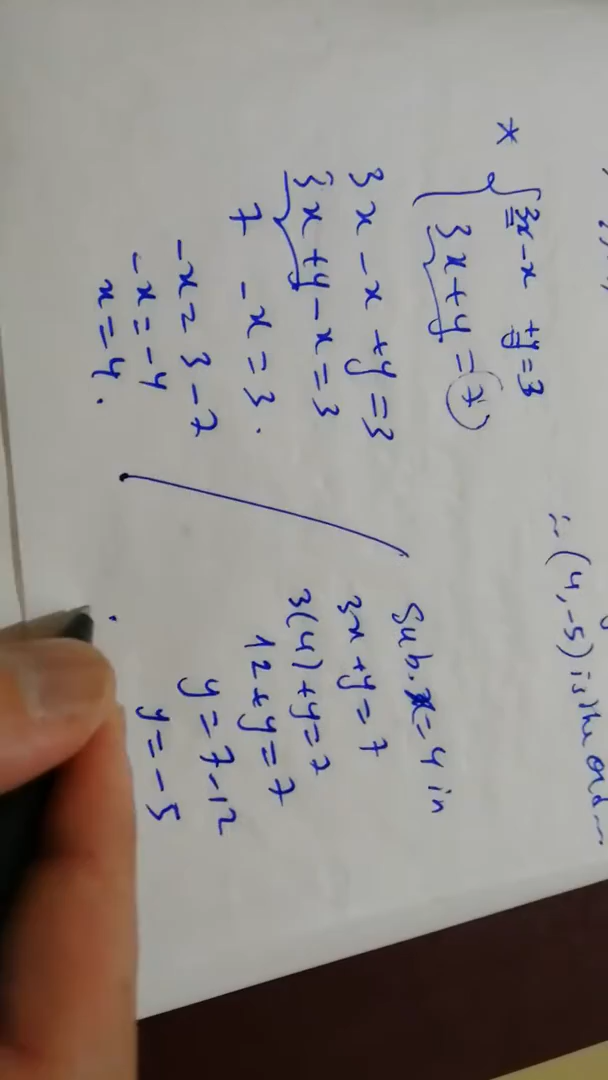 * { 3x - x + y = 3
3x + y = 7
3x - x + y = 3
3x + y - x = 3
7 - x = 3.
-x = 3 - 7
-x = -4
x = 4.
∴ (4, -5) is the
Sub. x = 4 in
3x + y = 7
3(4) + y = 7
12 + y = 7
y = 7 - 12
y = -5